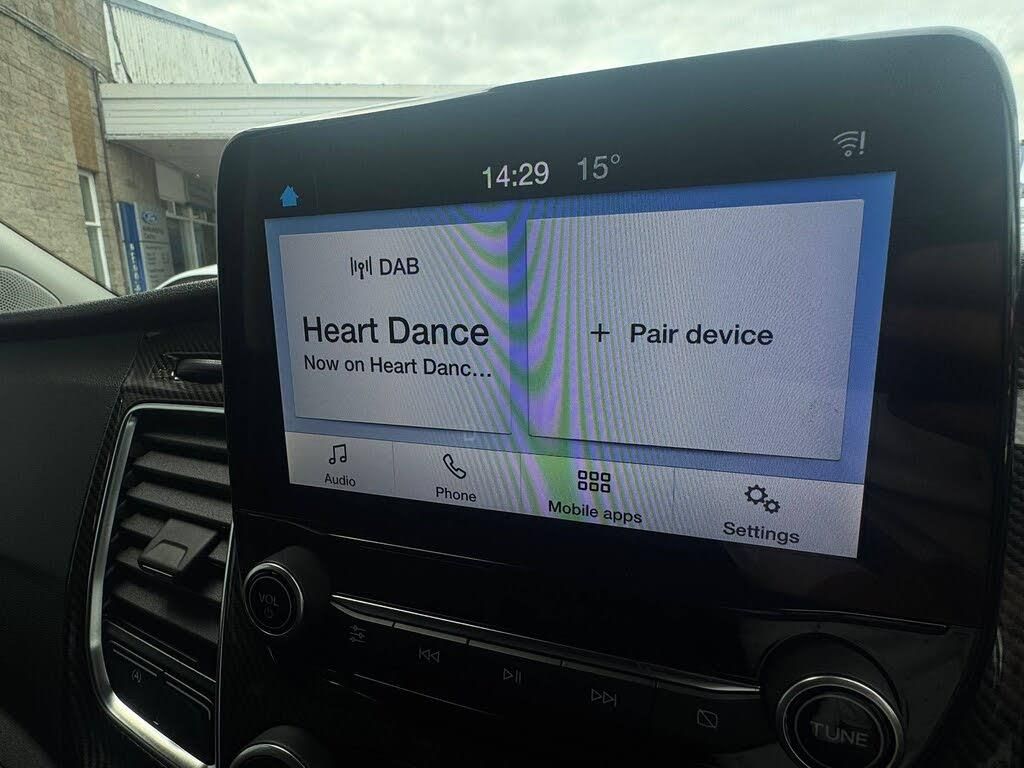 14:29 15°
DAB
Heart Dance
Now on Heart Danc...
+ Pair device
Audio
Phone
Mobile apps
Settings
VOL
TUNE